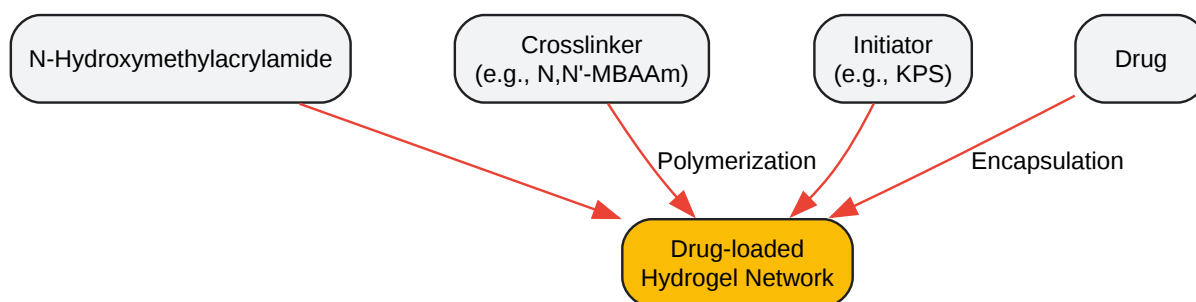 N-Hydroxymethylacrylamide
Crosslinker
(e.g., N,N'-MBAAm)
Initiator
(e.g., KPS)
Drug
Polymerization
Encapsulation
Drug-loaded
Hydrogel Network